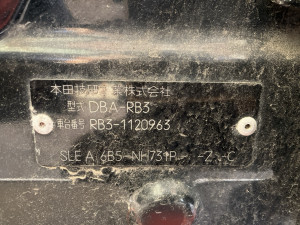 本田技研工業株式会社
型式 DBA-RB3
車台番号 RB3-1120963
SLE A 6B5- NH731P- -2 -C